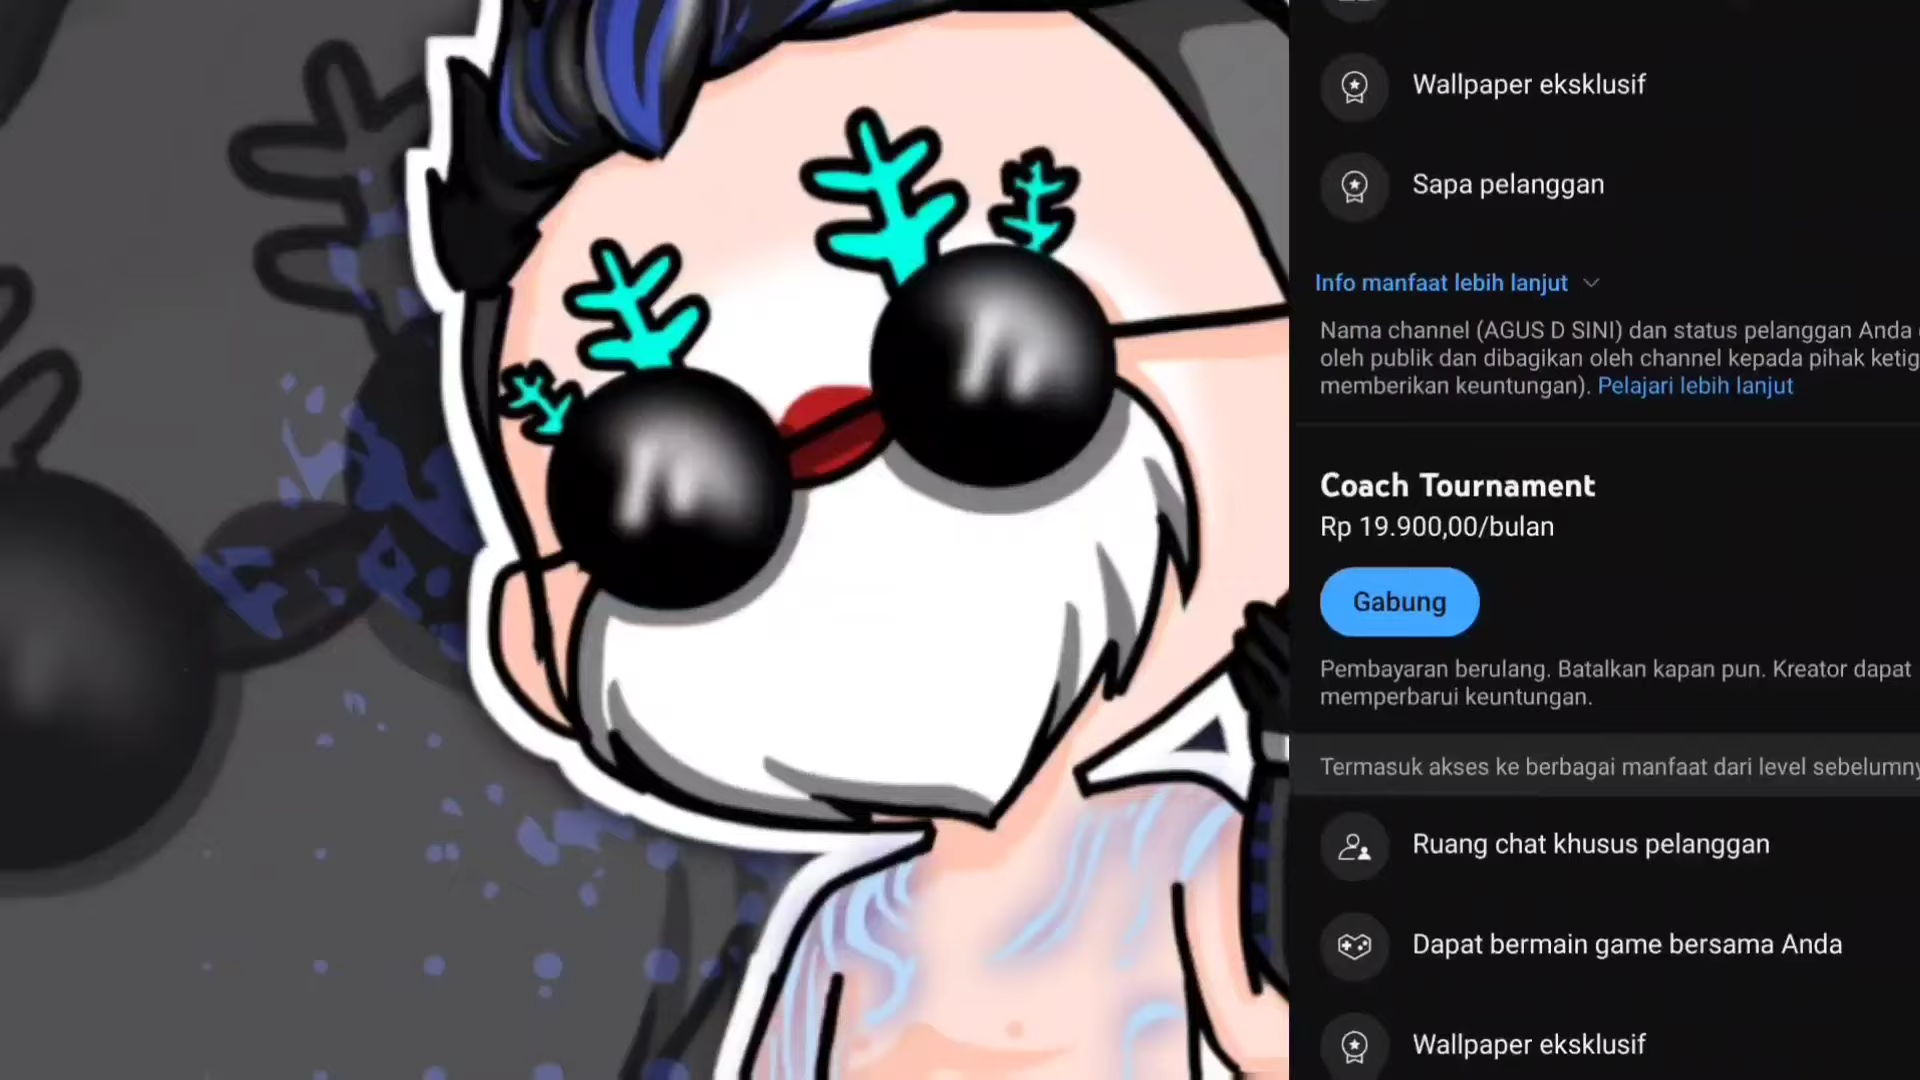 Wallpaper eksklusif
Sapa pelanggan
Info manfaat lebih lanjut
Nama channel (AGUS D SINI) dan status pelanggan Anda
oleh publik dan dibagikan oleh channel kepada pihak ketig
memberikan keuntungan). Pelajari lebih lanjut
Coach Tournament
Rp 19.900,00/bulan
Gabung
Pembayaran berulang. Batalkan kapan pun. Kreator dapat
memperbarui keuntungan.
Termasuk akses ke berbagai manfaat dari level sebelumny
Ruang chat khusus pelanggan
Dapat bermain game bersama Anda
Wallpaper eksklusif